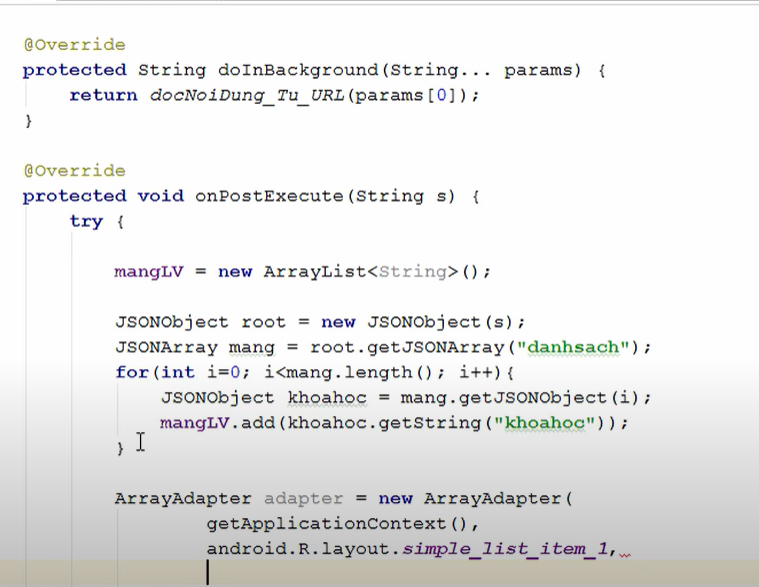 @Override
protected String doInBackground(String... params) {
return docNoiDung_Tu_URL(params[0]);
}
@Override
protected void onPostExecute(String s) {
try {
mangLV = new ArrayList<String>();
JSONObject root = new JSONObject(s);
JSONArray mang = root.getJSONArray("danhsach");
for(int i=0; i<mang.length(); i++){
JSONObject khoahoc = mang.getJSONObject(i);
mangLV.add(khoahoc.getString("khoahoc"));
}
ArrayAdapter adapter = new ArrayAdapter(
getApplicationContext(),
android.R.layout.simple_list_item_1,